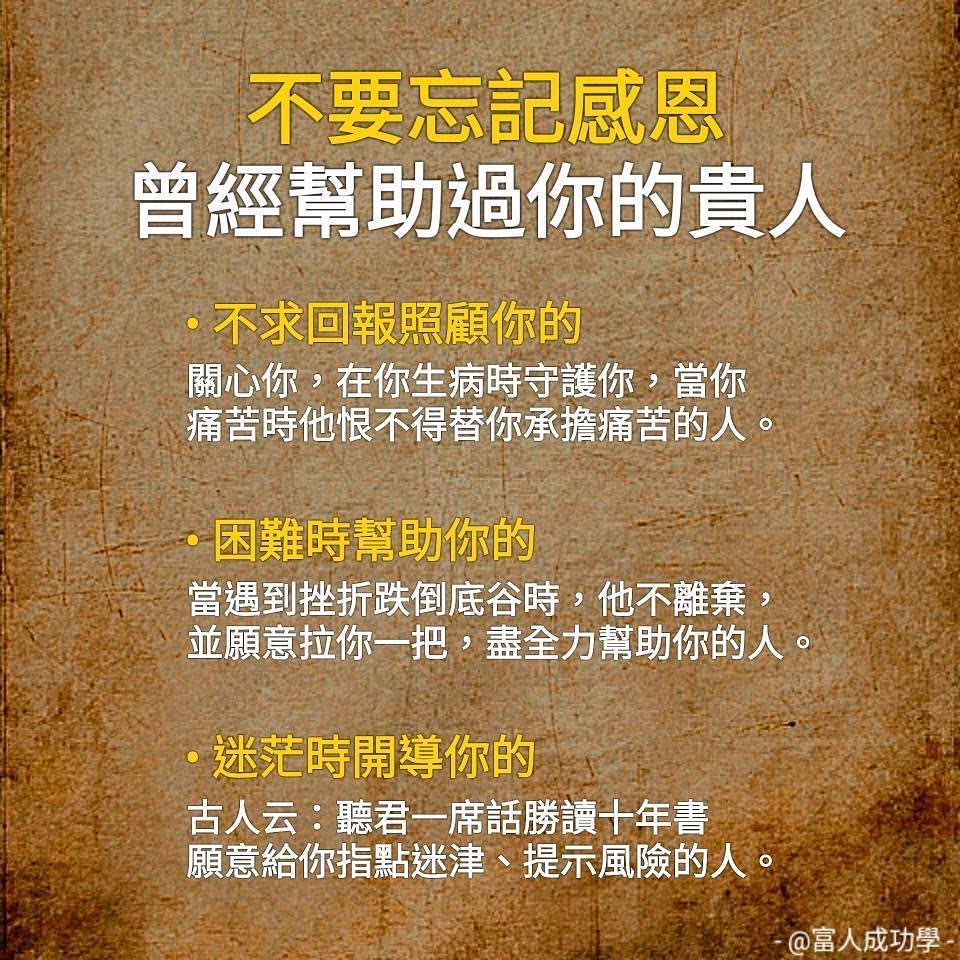 不要忘記感恩
曾經幫助過你的貴人
• 不求回報照顧你的
關心你，在你生病時守護你，當你
痛苦時他恨不得替你承擔痛苦的人。
• 困難時幫助你的
當遇到挫折跌倒底谷時，他不離棄，
並願意拉你一把，盡全力幫助你的人。
• 迷茫時開導你的
古人云：聽君一席話勝讀十年書
願意給你指點迷津、提示風險的人。
- @富人成功學 -